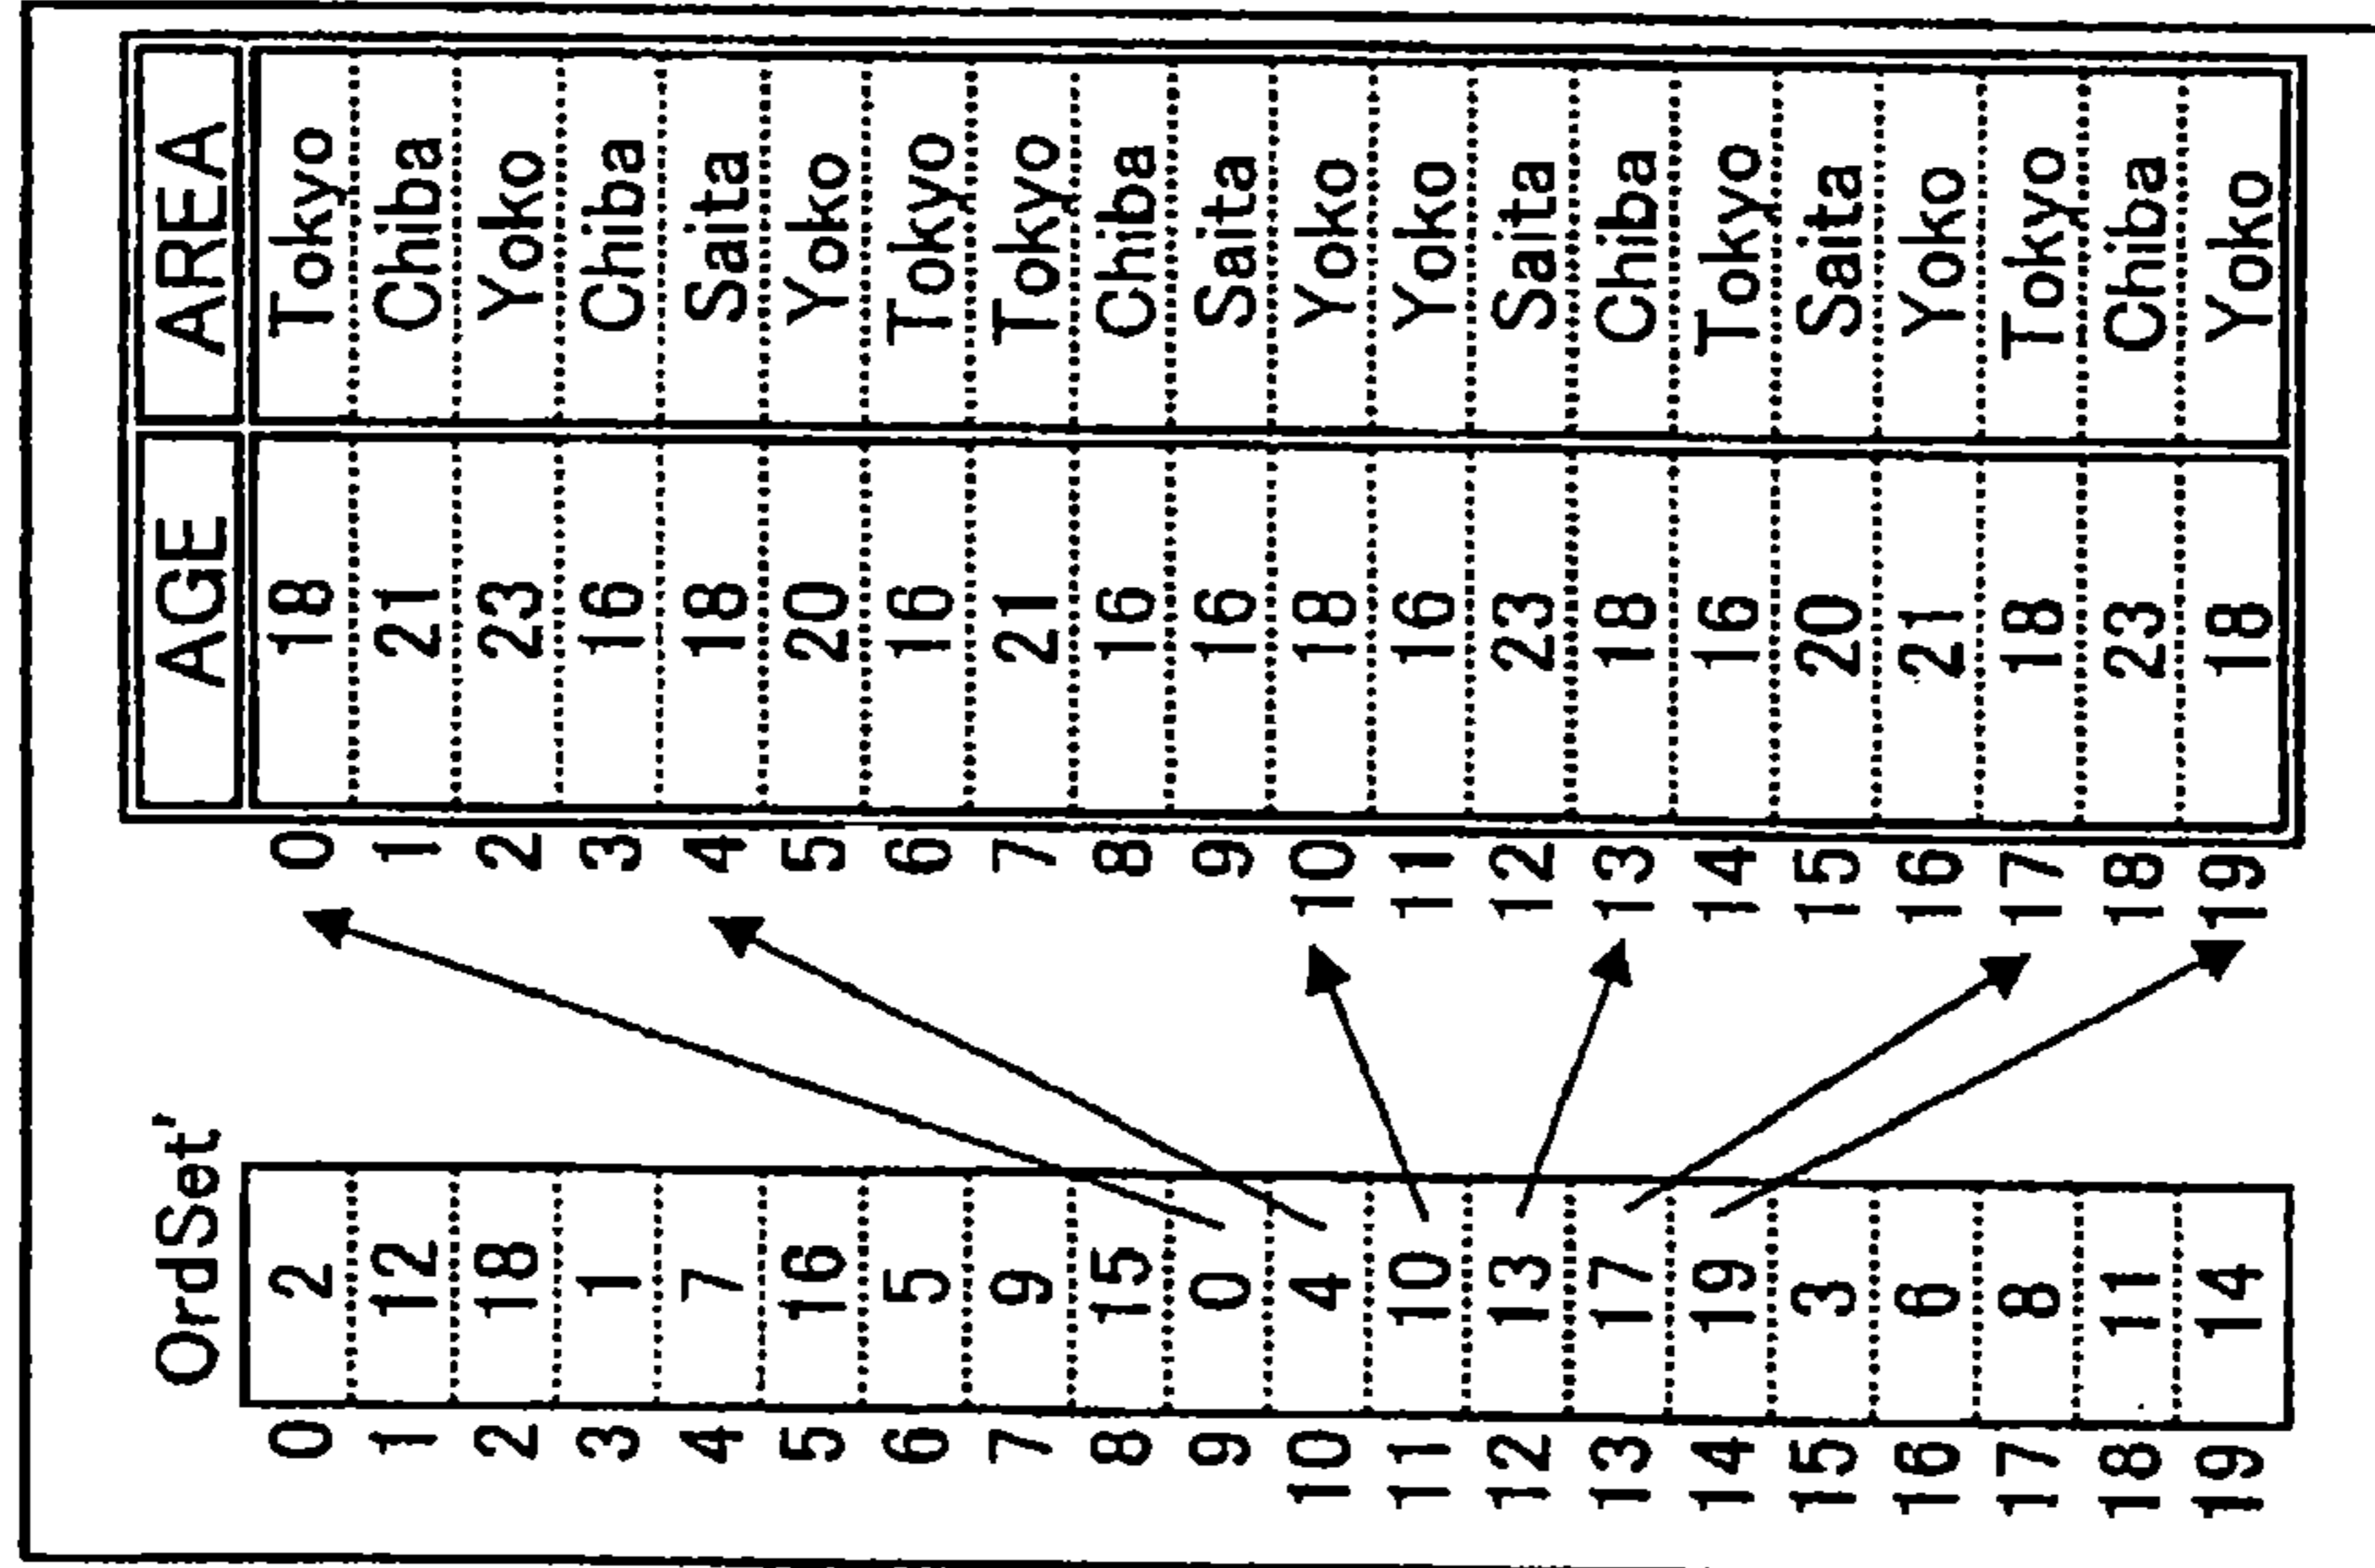 OrdSet' AGE AREA
0 2 0 18 Tokyo
1 12 1 21 Chiba
2 18 2 23 Yoko
3 1 3 16 Chiba
4 7 4 18 Saita
5 16 5 20 Yoko
6 5 6 16 Tokyo
7 9 7 21 Tokyo
8 15 8 16 Chiba
9 0 9 16 Saita
10 4 10 18 Yoko
11 10 11 16 Yoko
12 13 12 23 Saita
13 17 13 18 Chiba
14 19 14 16 Tokyo
15 3 15 20 Saita
16 6 16 21 Yoko
17 8 17 18 Tokyo
18 11 18 23 Chiba
19 14 19 18 Yoko